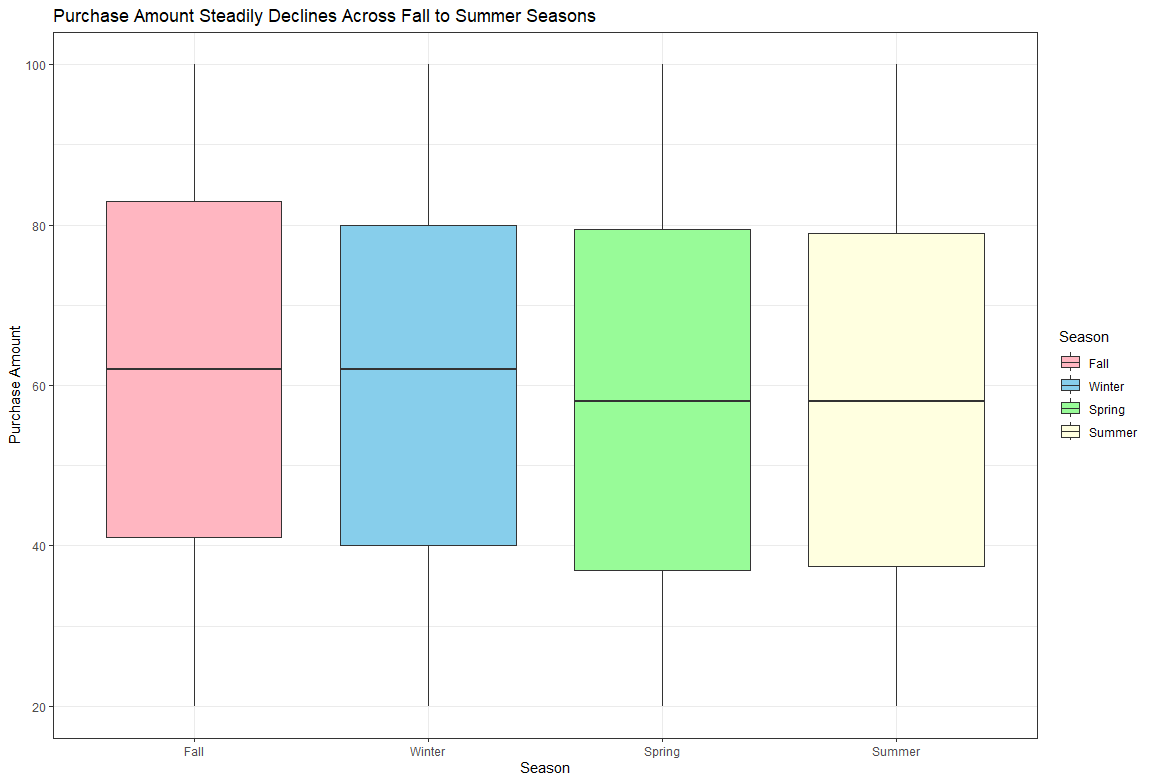 Purchase Amount Steadily Declines Across Fall to Summer Seasons
100
80
60
40
20
Purchase Amount
Fall
Winter
Spring
Summer
Season
Season
Fall
Winter
Spring
Summer